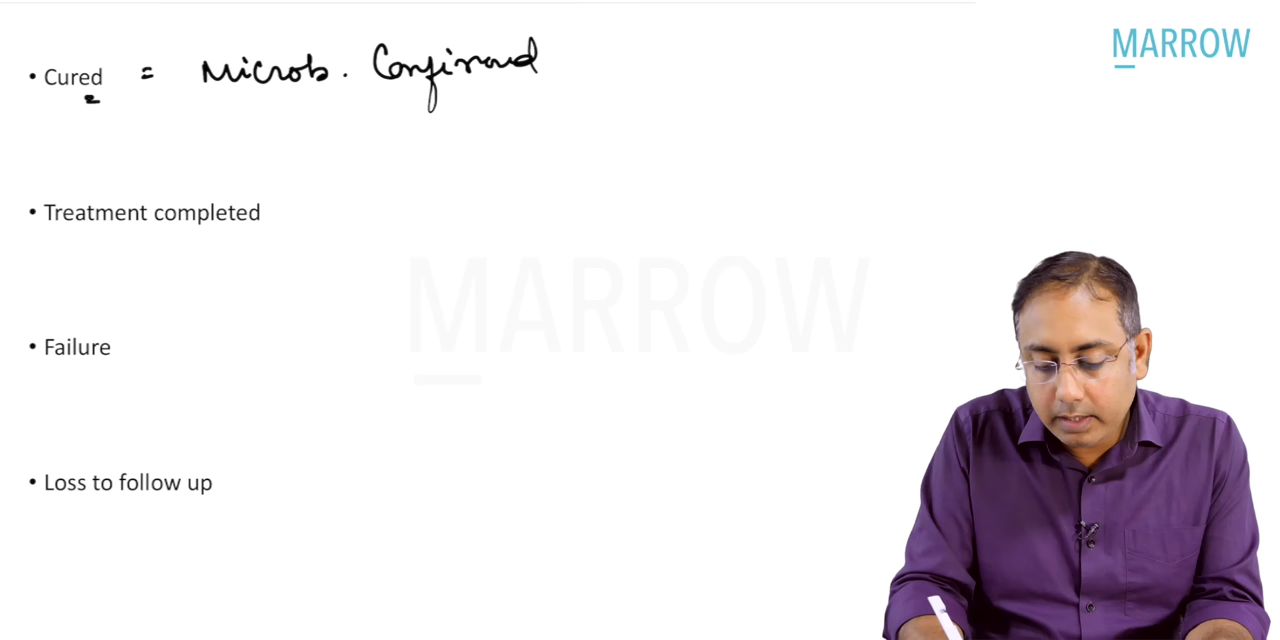 MARROW
• Cured = Microb. Confirmed
• Treatment completed
MARROW
• Failure
• Loss to follow up